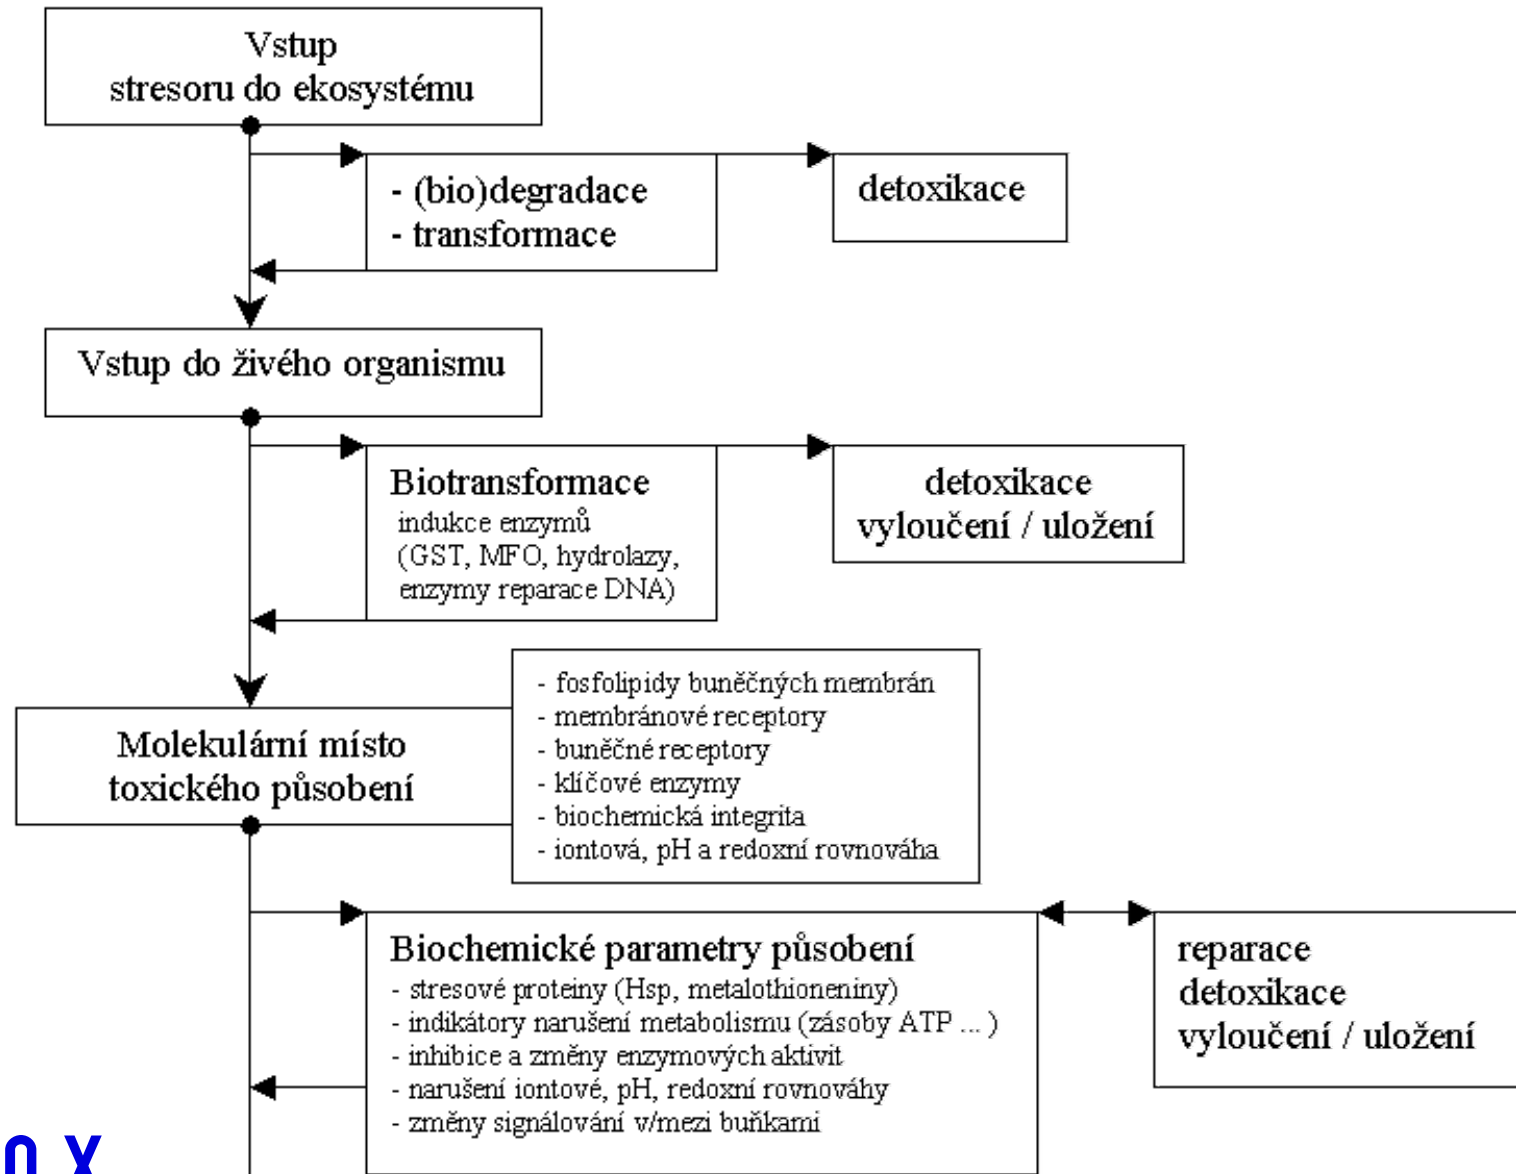 Vstup
stresoru do ekosystému
- (bio)degradace
- transformace
detoxikace
Vstup do živého organismu
Biotransformace
indukce enzymů
(GST, MFO, hydrolazy,
enzymy reparace DNA)
detoxikace
vyloučení / uložení
Molekulární místo
toxického působení
- fosfolipidy buněčných membrán
- membránové receptory
- buněčné receptory
- klíčové enzymy
- biochemická integrita
- iontová, pH a redoxní rovnováha
Biochemické parametry působení
- stresové proteiny (Hsp, metalothioneniny)
- indikátory narušení metabolismu (zásoby ATP ... )
- inhibice a změny enzymových aktivit
- narušení iontové, pH, redoxní rovnováhy
- změny signálování v/mezi buňkami
reparace
detoxikace
vyloučení / uložení